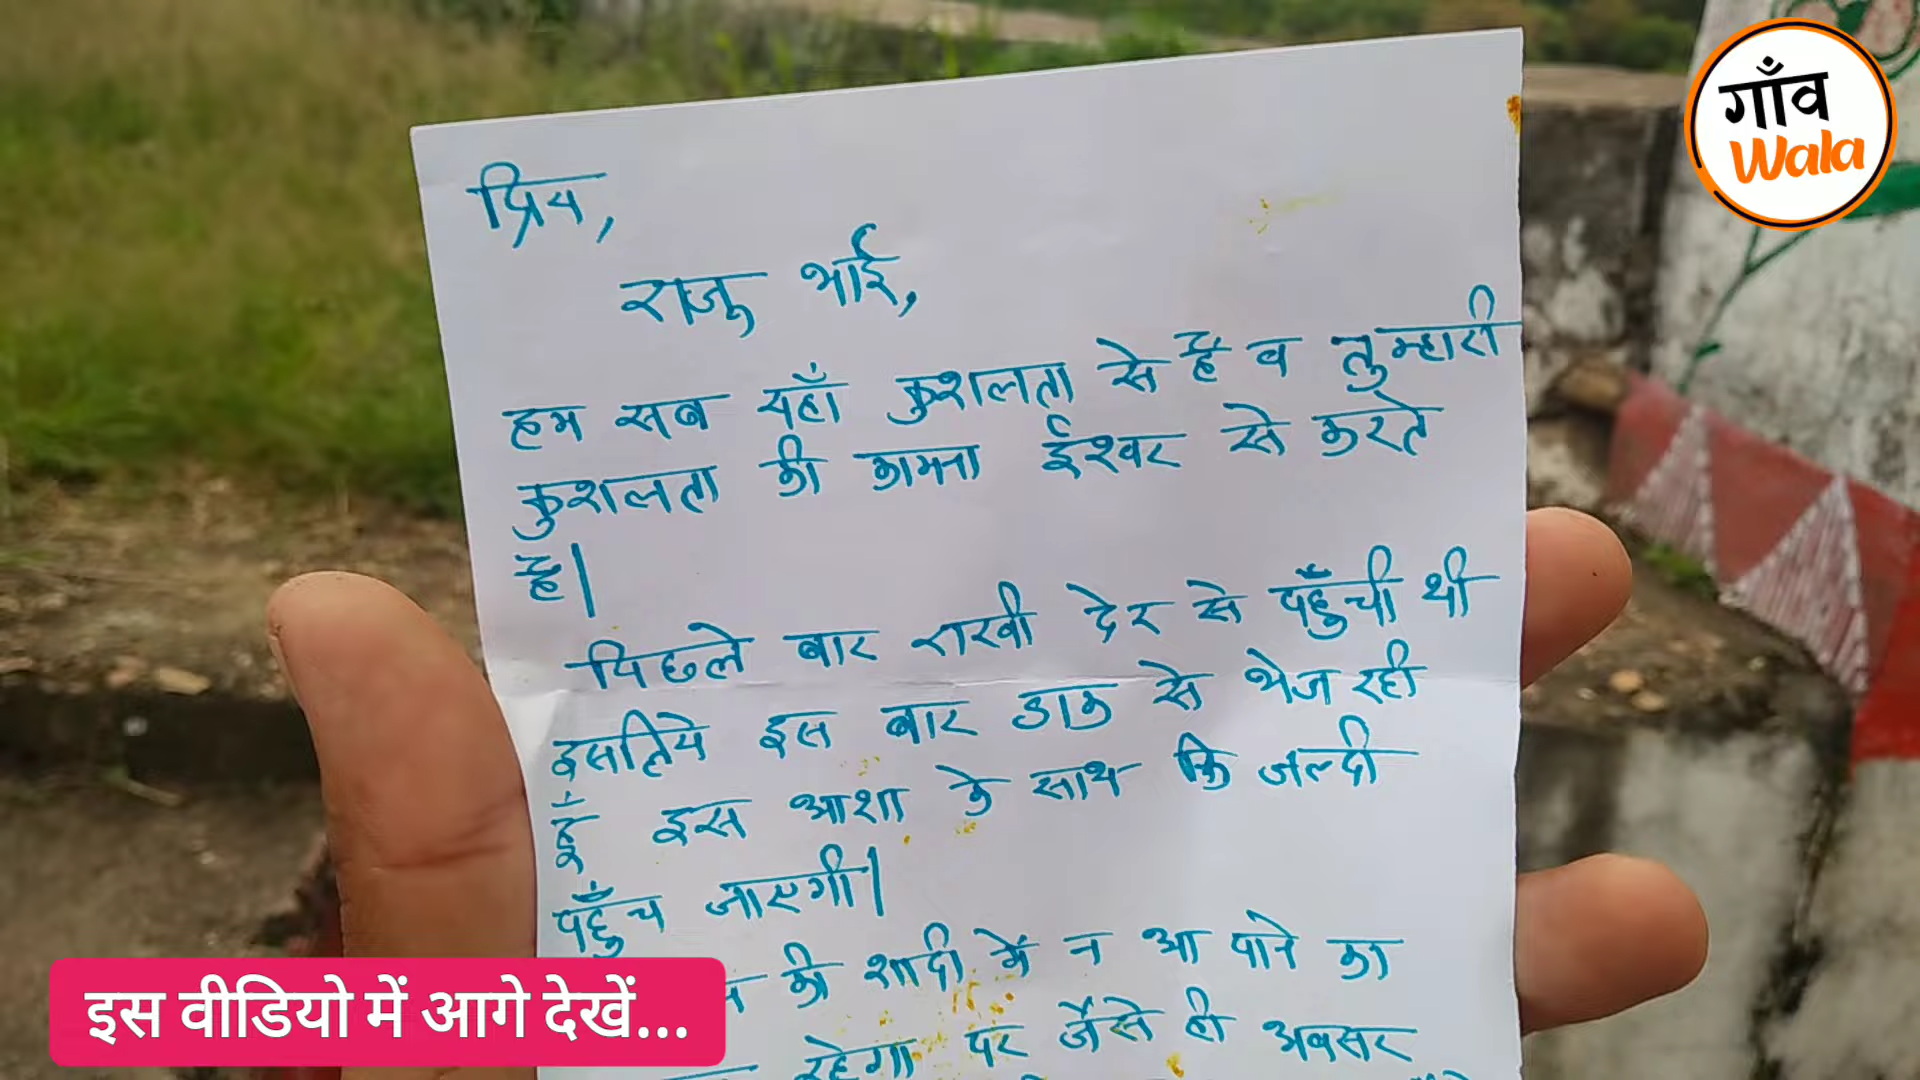 गाँव
Wala
प्रिय,
राजु भाई,
हम सब यहाँ कुशलता से है व तुम्हारी
कुशलता की कामना ईश्वर से करते
है|
पिछले बार राखी देर से पहुँची थी
इसलिये इस बार डाक से भेज रही
हूँ इस आशा के साथ कि जल्दी
पहुँच जाएगी|
की शादी में न आ पाने का
रहेगा पर जैसे ही अवसर
इस वीडियो में आगे देखें...